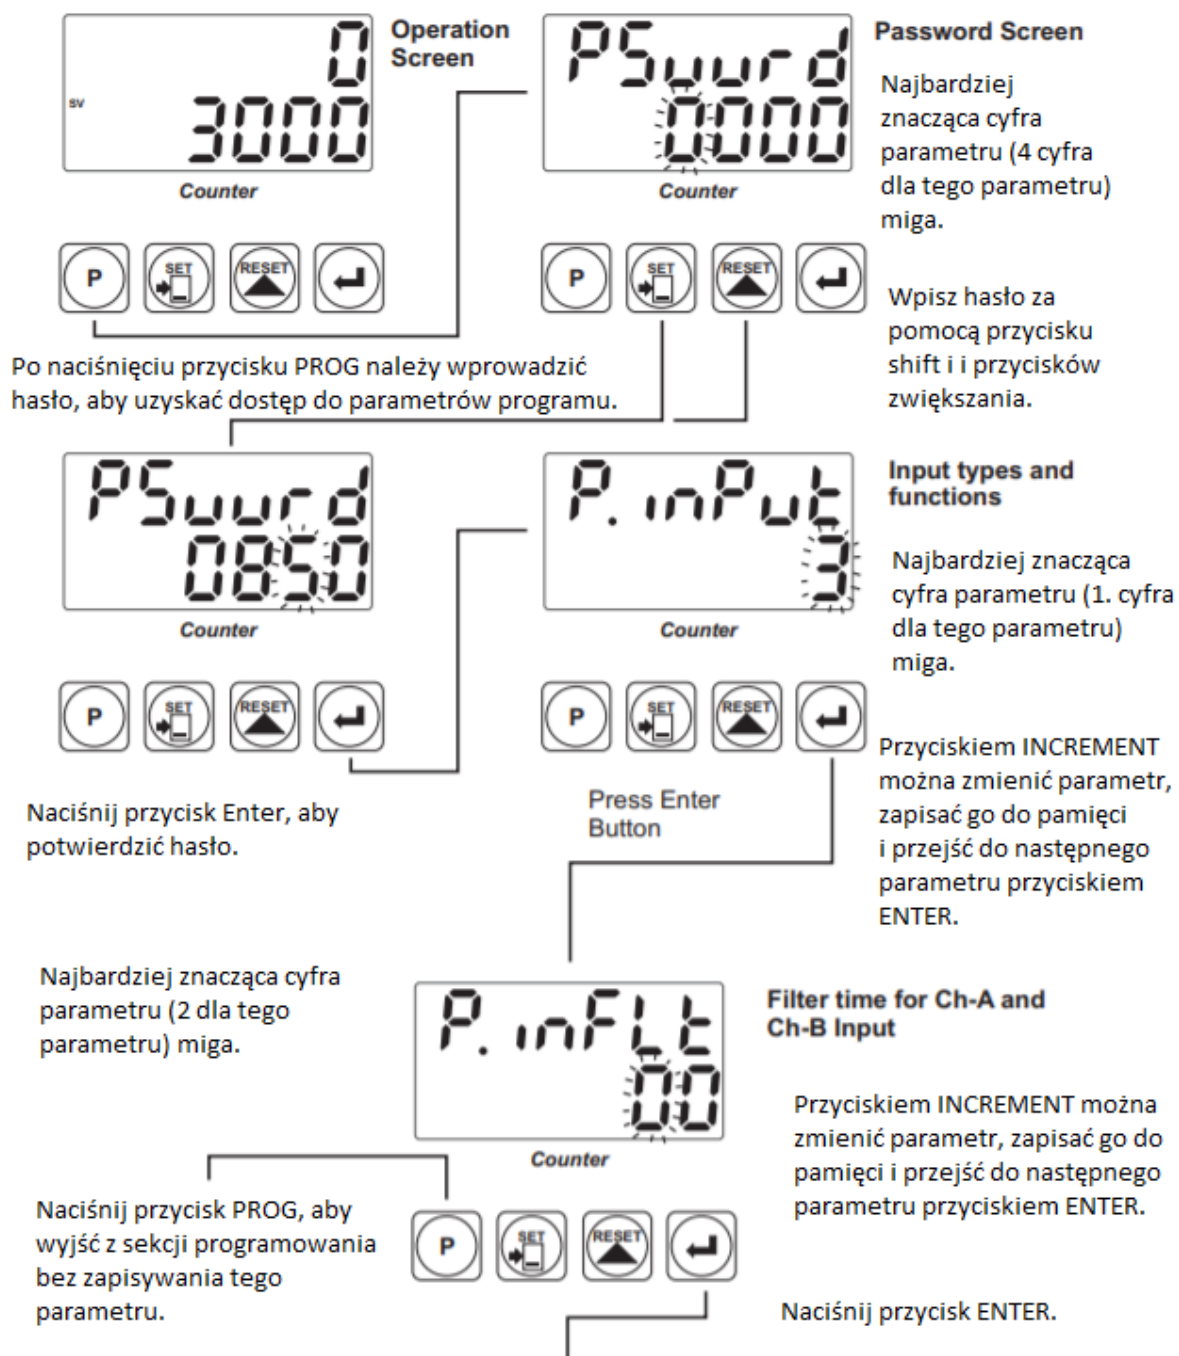 0
Operation
Screen
SV
3000
Counter
P
SET
RESET
PSwrd
0000
Password Screen
Najbardziej
znacząca cyfra
parametru (4 cyfra
dla tego parametru)
miga.
Counter
P
SET
RESET
Wpisz hasło za
pomocą przycisku
shift i i przycisków
zwiększania.
Po naciśnięciu przycisku PROG należy wprowadzić
hasło, aby uzyskać dostęp do parametrów programu.
PSwrd
0850
Counter
P
SET
RESET
Naciśnij przycisk Enter, aby
potwierdzić hasło.
P.inPut
3
Input types and
functions
Najbardziej znacząca
cyfra parametru (1. cyfra
dla tego parametru)
miga.
Counter
P
SET
RESET
Press Enter
Button
Przyciskiem INCREMENT
można zmienić parametr,
zapisać go do pamięci
i przejść do następnego
parametru przyciskiem
ENTER.
Najbardziej znacząca cyfra
parametru (2 dla tego
parametru) miga.
P.inFLt
00
Filter time for Ch-A and
Ch-B Input
Counter
Przyciskiem INCREMENT można
zmienić parametr, zapisać go do
pamięci i przejść do następnego
parametru przyciskiem ENTER.
Naciśnij przycisk PROG, aby
wyjść z sekcji programowania
bez zapisywania tego
parametru.
P
SET
RESET
Naciśnij przycisk ENTER.